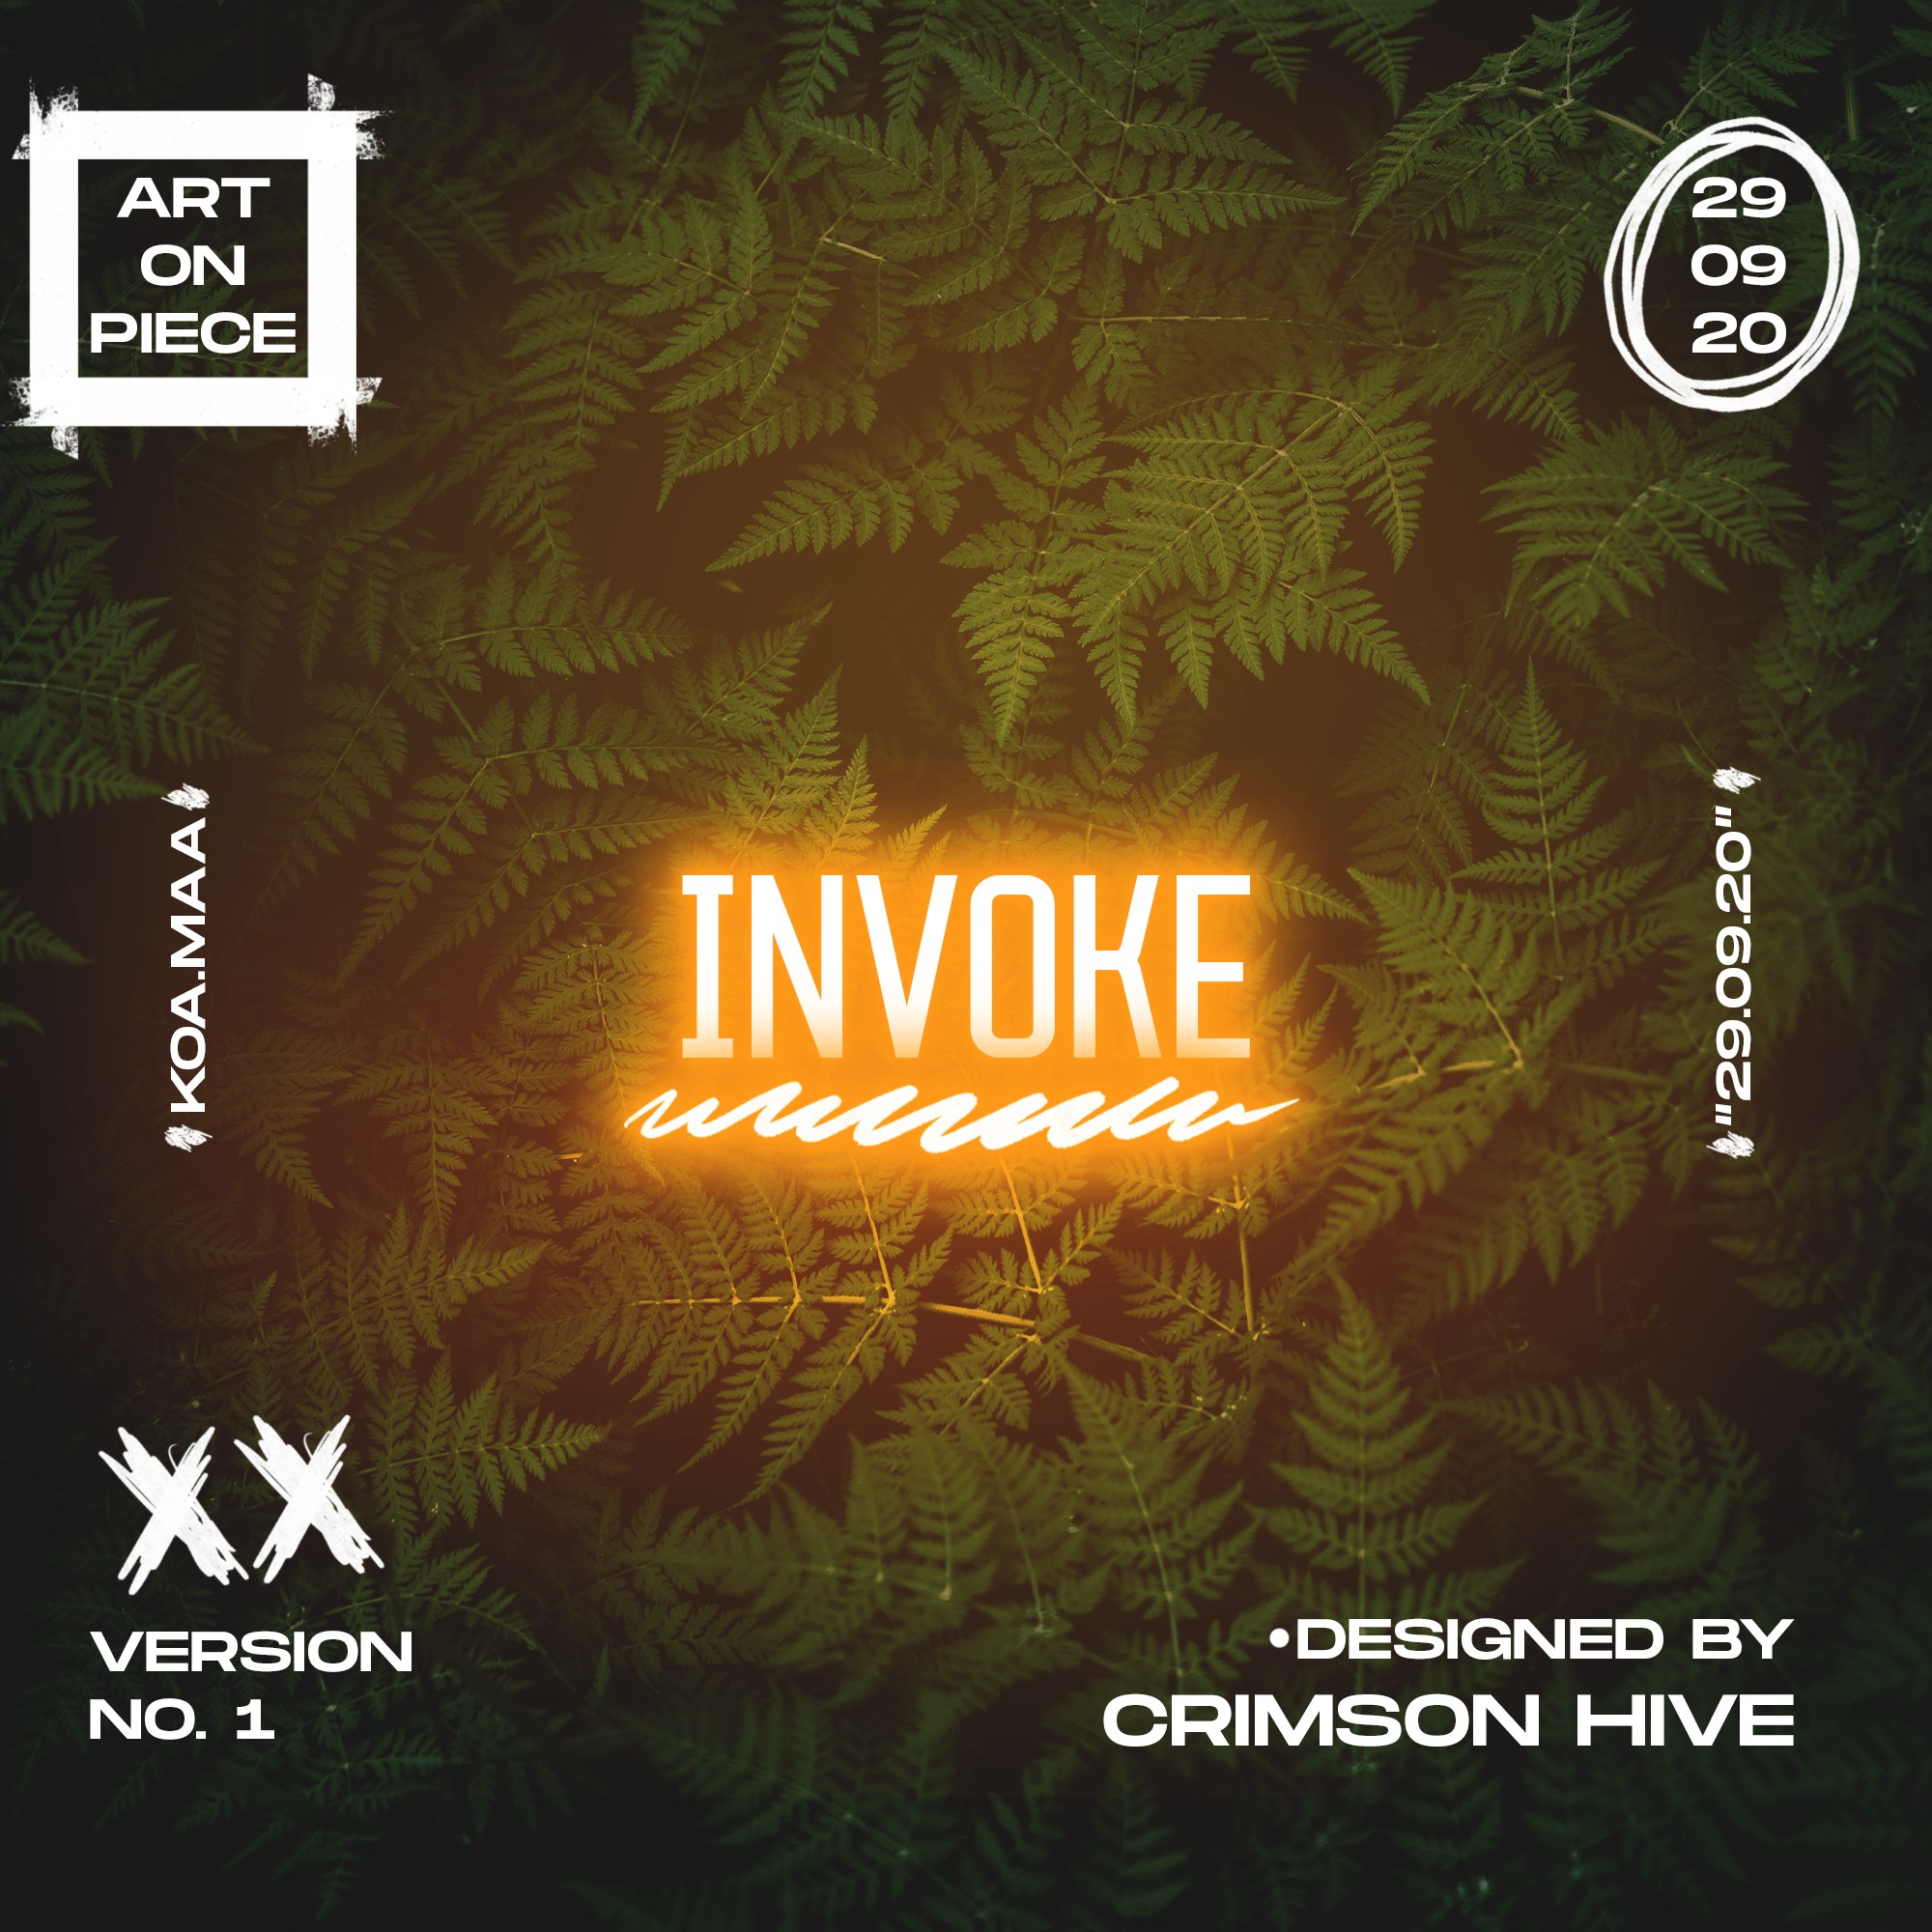 ART
ON
PIECE
29
09
20
KOA.MAA
INVOKE
"29.09.20"
XX
VERSION
NO. 1
•DESIGNED BY
CRIMSON HIVE